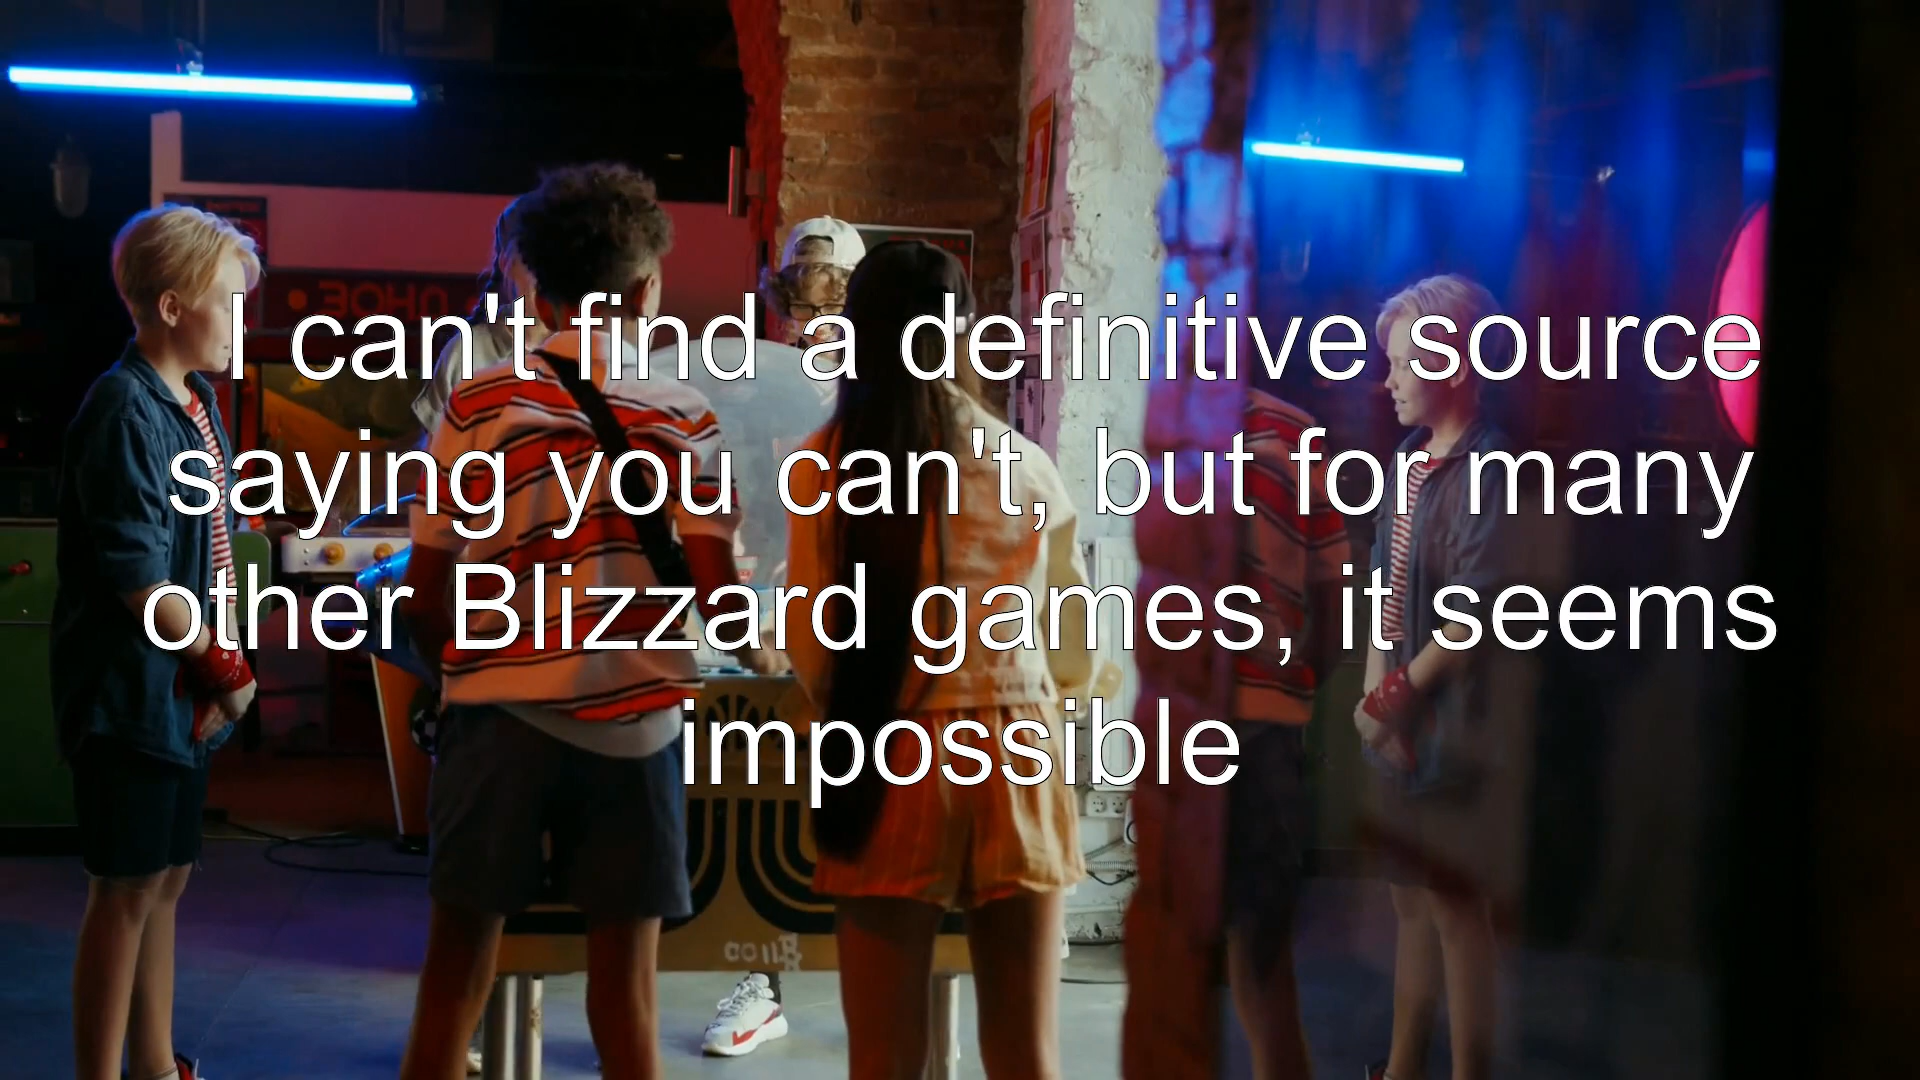 I can't find a definitive source
saying you can't, but for many
other Blizzard games, it seems
impossible